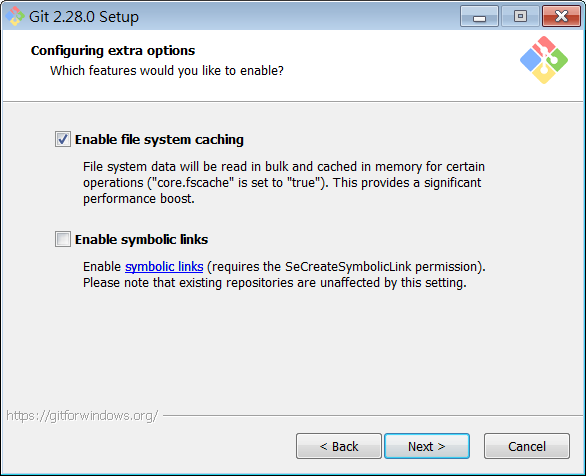 Git 2.28.0 Setup
Configuring extra options
Which features would you like to enable?
Enable file system caching
File system data will be read in bulk and cached in memory for certain
operations ("core.fscache" is set to "true"). This provides a significant
performance boost.
Enable symbolic links
Enable symbolic links (requires the SeCreateSymbolicLink permission).
Please note that existing repositories are unaffected by this setting.
https://gitforwindows.org/
< Back
Next >
Cancel